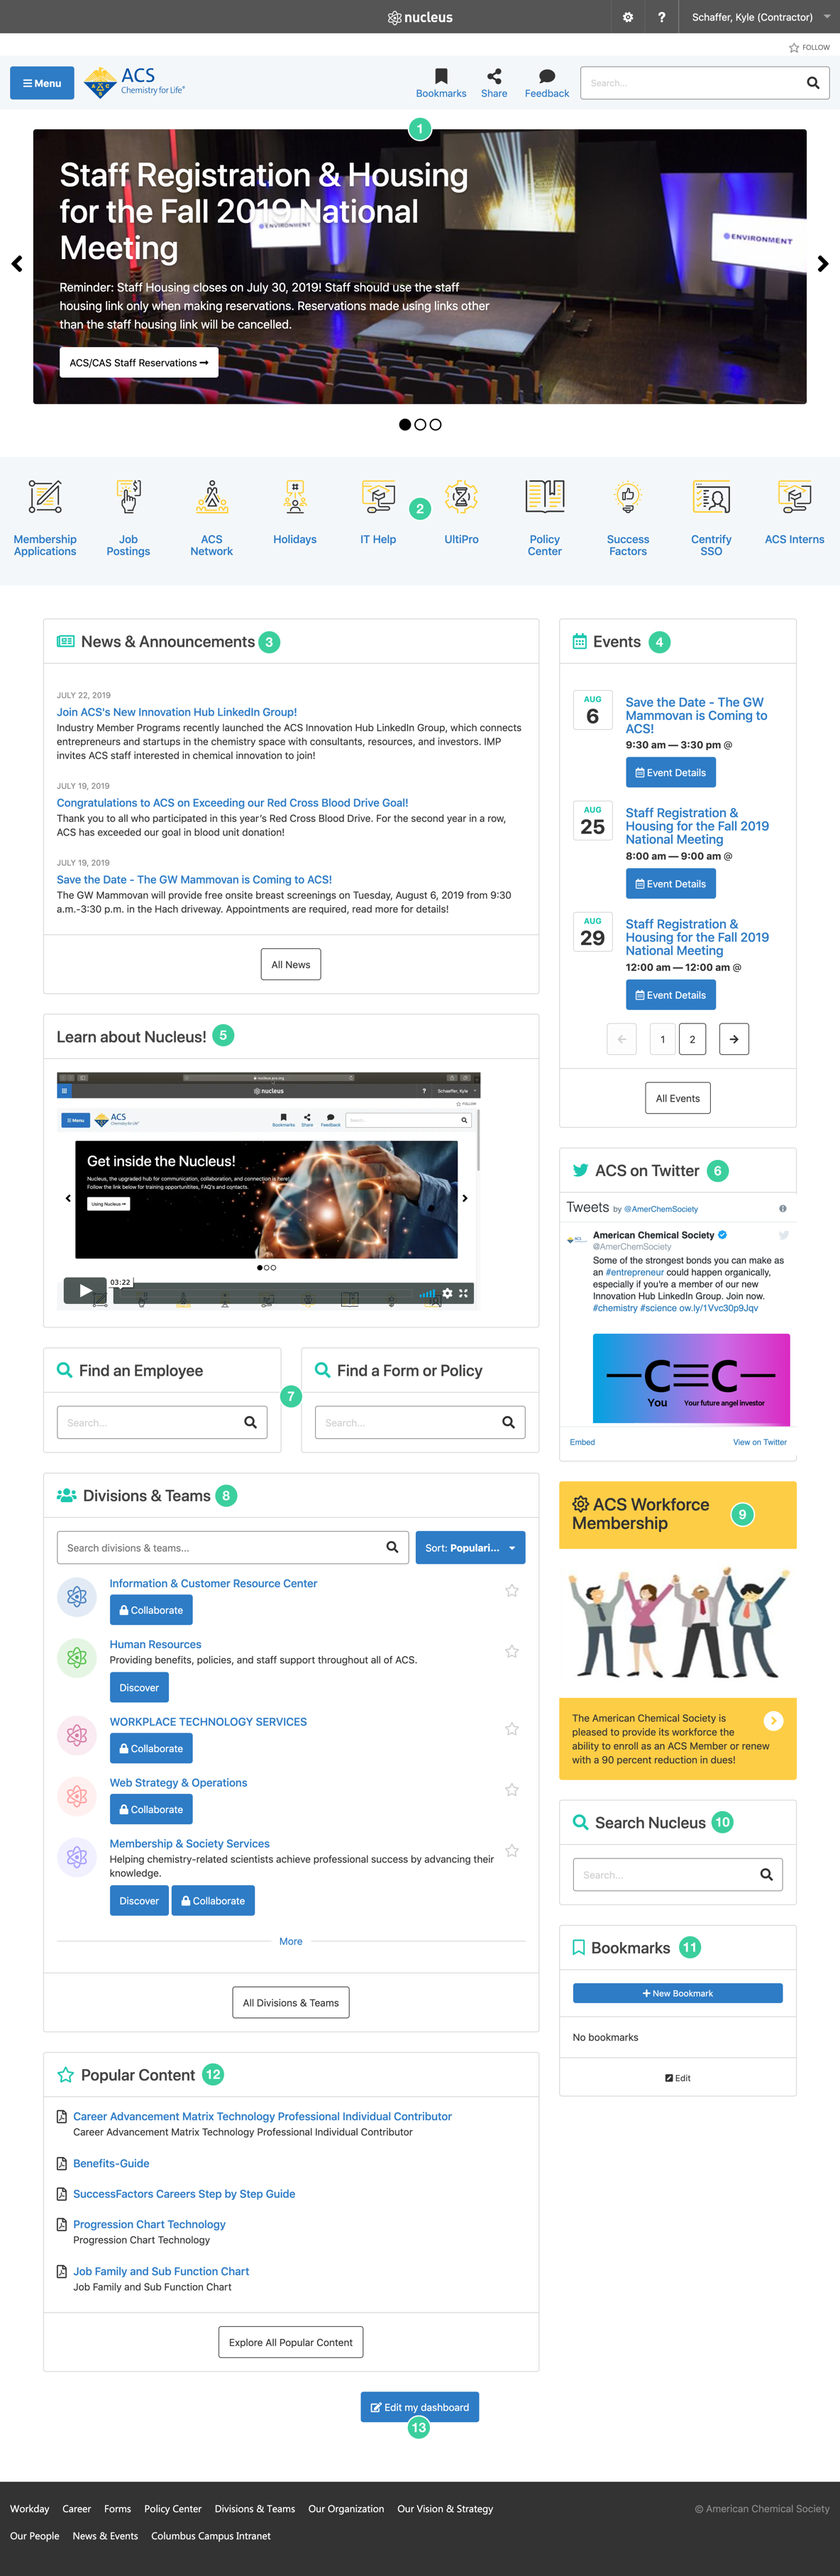 nucleus
?
Schaffer, Kyle (Contractor)
FOLLOW
Menu
ACS
Chemistry for Life®
Bookmarks
Share
Feedback
Search...
1
Staff Registration & Housing
for the Fall 2019 National
Meeting
ENVIRONMENT
ENVIRONMENT
Reminder: Staff Housing closes on July 30, 2019! Staff should use the staff
housing link only when making reservations. Reservations made using links other
than the staff housing link will be cancelled.
ACS/CAS Staff Reservations
2
Membership
Applications
Job
Postings
ACS
Network
Holidays
IT Help
UltiPro
Policy
Center
Success
Factors
Centrify
SSO
ACS Interns
News & Announcements 3
JULY 22, 2019
Join ACS's New Innovation Hub LinkedIn Group!
Industry Member Programs recently launched the ACS Innovation Hub LinkedIn Group, which connects
entrepreneurs and startups in the chemistry space with consultants, resources, and investors. IMP
invites ACS staff interested in chemical innovation to join!
JULY 19, 2019
Congratulations to ACS on Exceeding our Red Cross Blood Drive Goal!
Thank you to all who participated in this year's Red Cross Blood Drive. For the second year in a row,
ACS has exceeded our goal in blood unit donation!
JULY 19, 2019
Save the Date - The GW Mammovan is Coming to ACS!
The GW Mammovan will provide free onsite breast screenings on Tuesday, August 6, 2019 from 9:30
a.m.-3:30 p.m. in the Hach driveway. Appointments are required, read more for details!
All News
Events 4
AUG
6
Save the Date - The GW
Mammovan is Coming to
ACS!
9:30 am — 3:30 pm @
Event Details
AUG
25
Staff Registration &
Housing for the Fall 2019
National Meeting
8:00 am — 9:00 am @
Event Details
AUG
29
Staff Registration &
Housing for the Fall 2019
National Meeting
12:00 am — 12:00 am @
Event Details
1
2
All Events
Learn about Nucleus! 5
nucleus
?
Schaeffer, Kyle
FOLLOW
Menu
ACS
Chemistry for Life®
Bookmarks
Share
Feedback
Get inside the Nucleus!
Nucleus, the upgraded hub for communication, collaboration, and connection is here!
Follow the link below for training opportunities, FAQ's and contacts.
Using Nucleus
03:22
ACS on Twitter 6
Tweets by @AmerChemSociety
American Chemical Society
@AmerChemSociety
Some of the strongest bonds you can make as
an #entrepreneur could happen organically,
especially if you're a member of our new
Innovation Hub LinkedIn Group. Join now.
#chemistry #science ow.ly/1Vvc30p9Jqv
—C≡C—
You
Your future angel investor
Embed
View on Twitter
Find an Employee
Search...
7
Find a Form or Policy
Search...
Divisions & Teams 8
Search divisions & teams...
Sort: Populari...
Information & Customer Resource Center
Collaborate
Human Resources
Providing benefits, policies, and staff support throughout all of ACS.
Discover
WORKPLACE TECHNOLOGY SERVICES
Collaborate
Web Strategy & Operations
Collaborate
Membership & Society Services
Helping chemistry-related scientists achieve professional success by advancing their
knowledge.
Discover
Collaborate
More
All Divisions & Teams
ACS Workforce
Membership
9
The American Chemical Society is
pleased to provide its workforce the
ability to enroll as an ACS Member or renew
with a 90 percent reduction in dues!
Search Nucleus 10
Search...
Bookmarks 11
New Bookmark
No bookmarks
Edit
Popular Content 12
Career Advancement Matrix Technology Professional Individual Contributor
Career Advancement Matrix Technology Professional Individual Contributor
Benefits-Guide
SuccessFactors Careers Step by Step Guide
Progression Chart Technology
Progression Chart Technology
Job Family and Sub Function Chart
Job Family and Sub Function Chart
Explore All Popular Content
Edit my dashboard
13
Workday Career Forms Policy Center Divisions & Teams Our Organization Our Vision & Strategy
© American Chemical Society
Our People News & Events Columbus Campus Intranet